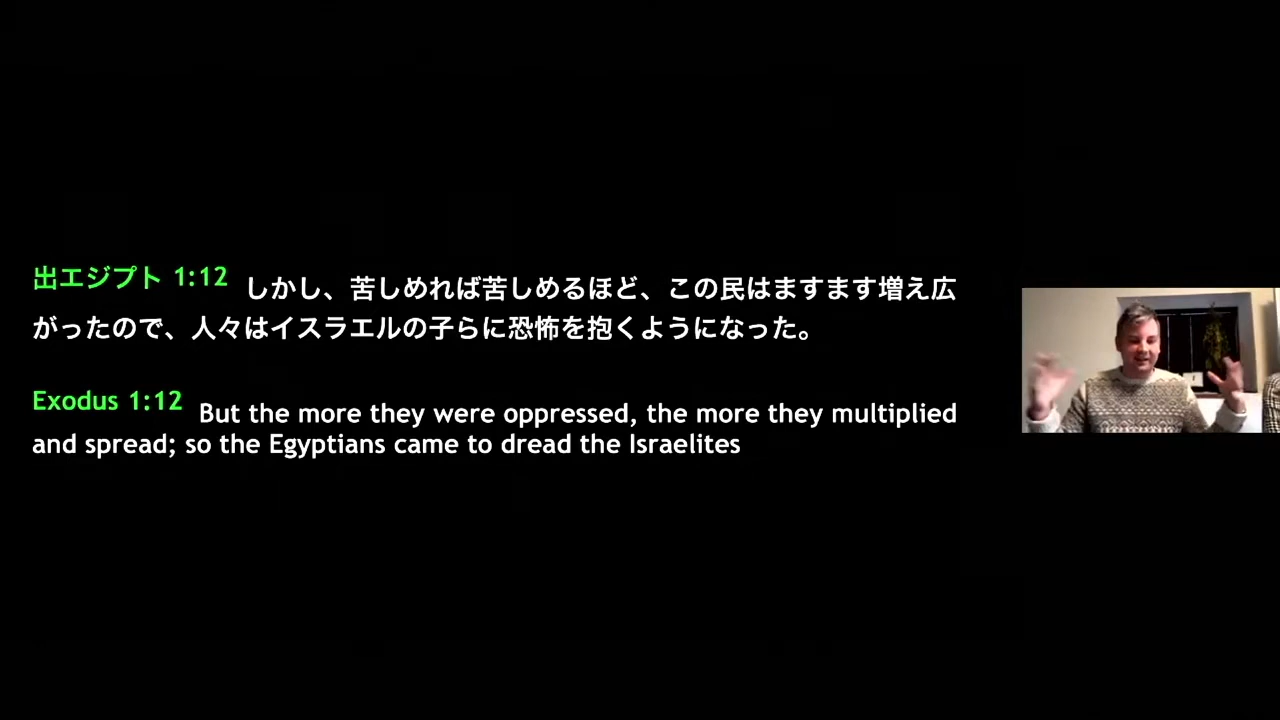 出エジプト 1:12 しかし、苦しめれば苦しめるほど、この民はますます増え広
がったので、人々はイスラエルの子らに恐怖を抱くようになった。
Exodus 1:12 But the more they were oppressed, the more they multiplied
and spread; so the Egyptians came to dread the Israelites